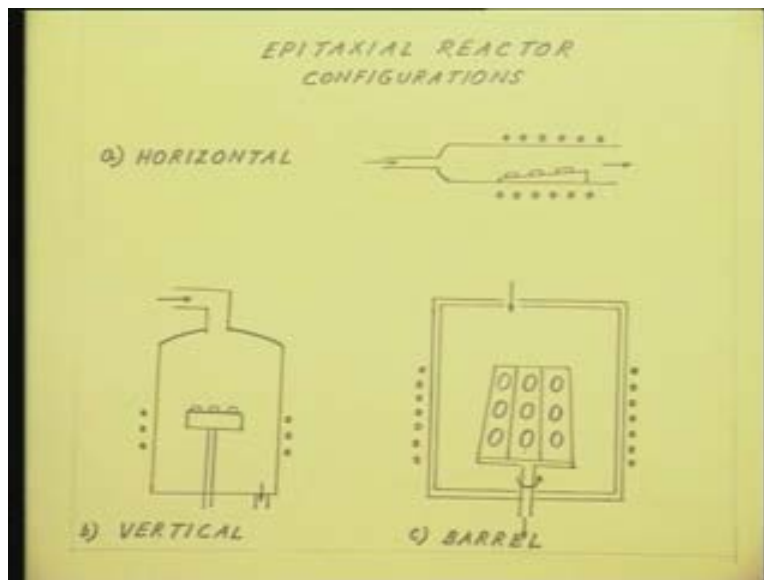 EPITAXIAL REACTOR
CONFIGURATIONS
a) HORIZONTAL
b) VERTICAL
c) BARREL